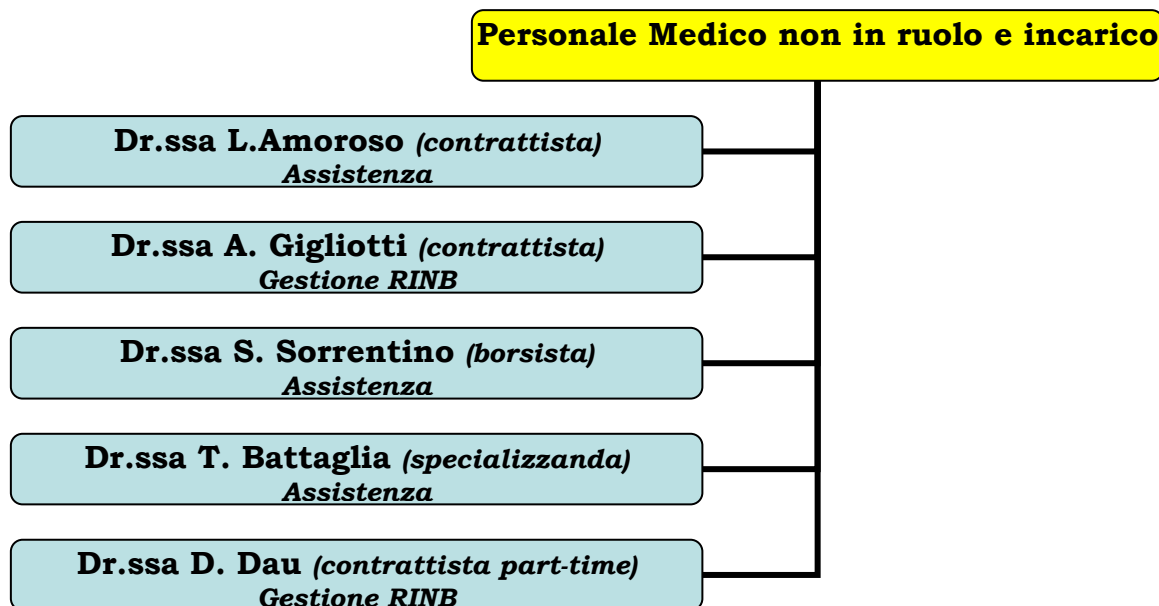 Personale Medico non in ruolo e incarico
Dr.ssa L.Amoroso (contrattista)
Assistenza
Dr.ssa A. Gigliotti (contrattista)
Gestione RINB
Dr.ssa S. Sorrentino (borsista)
Assistenza
Dr.ssa T. Battaglia (specializzanda)
Assistenza
Dr.ssa D. Dau (contrattista part-time)
Gestione RINB